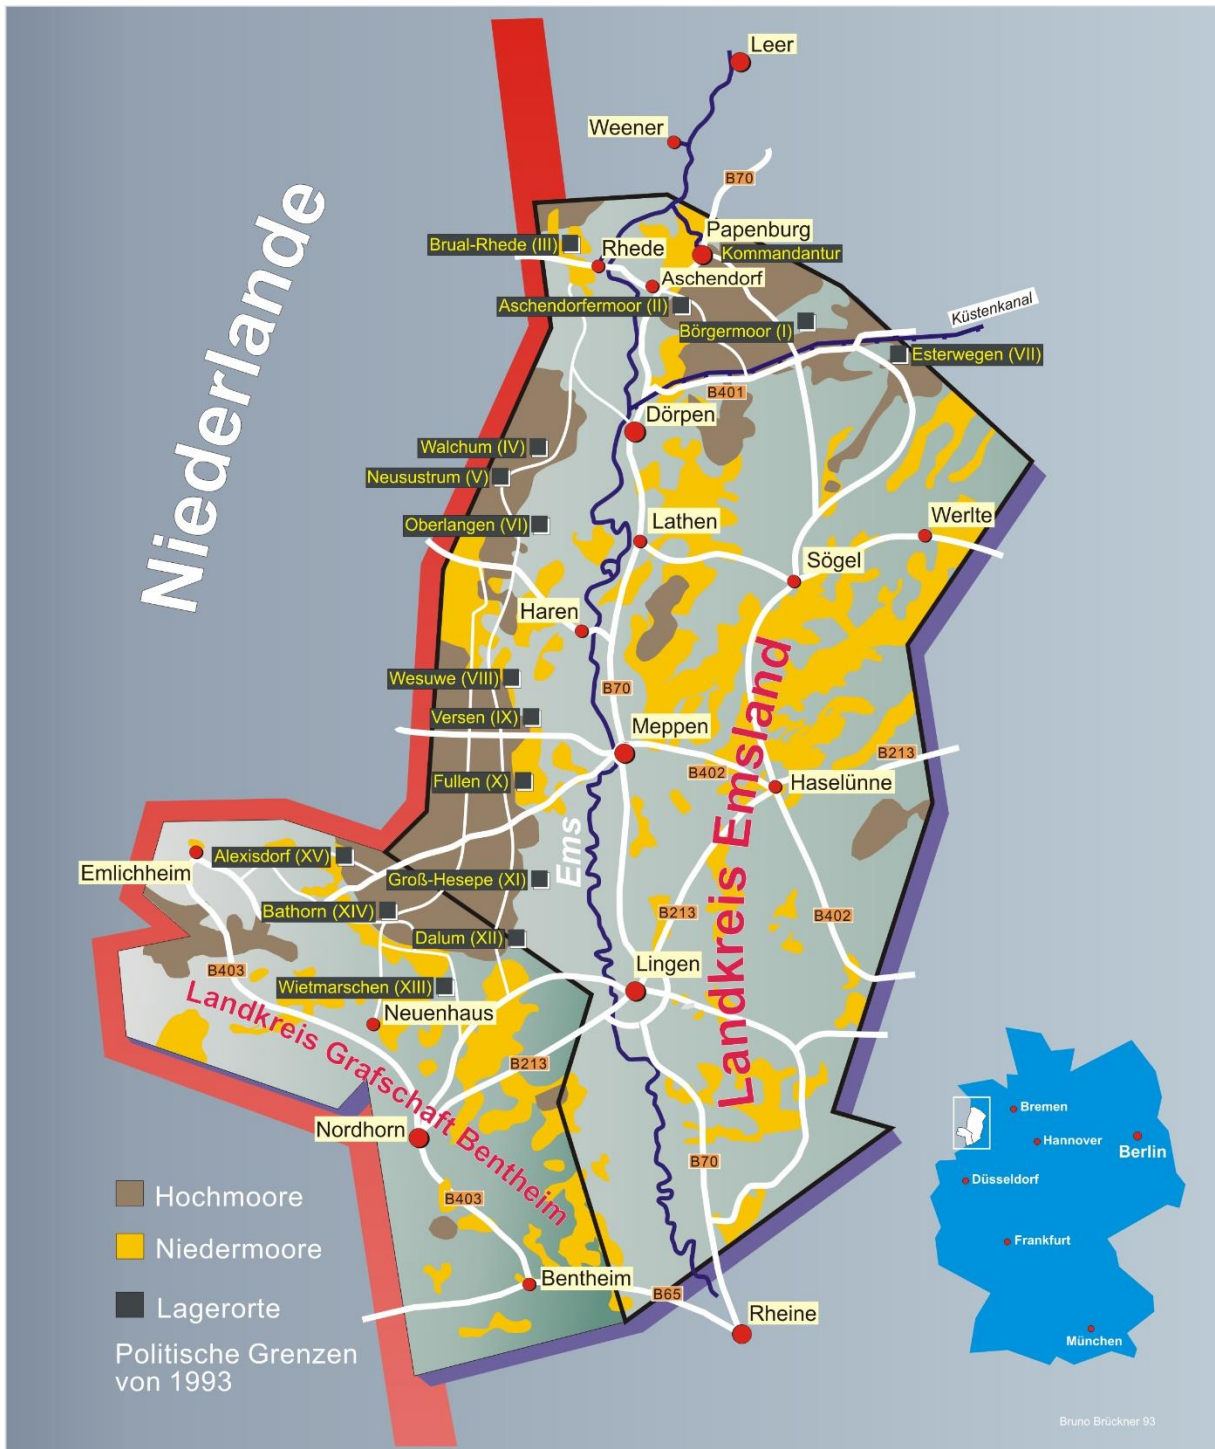 Leer
Weener
B70
Niederlande
Papenburg
Brual-Rhede (III)
Rhede
Kommandantur
Aschendorf
Aschendorfermoor (II)
Börgermoor (I)
Küstenkanal
Esterwegen (VII)
B401
Dörpen
Walchum (IV)
Neusustrum (V)
Oberlangen (VI)
Lathen
Werlte
Sögel
Haren
Wesuwe (VIII)
B70
Versen (IX)
Meppen
B213
B402
Fullen (X)
Haselünne
Landkreis Emsland
Ems
Alexisdorf (XV)
Emlichheim
Groß-Hesepe (XI)
Bathorn (XIV)
B213
B402
Dalum (XII)
B403
Lingen
Wietmarschen (XIII)
Neuenhaus
Landkreis Grafschaft Bentheim
B213
Nordhorn
B70
B403
Bentheim
B65
Rheine
Hochmoore
Niedermoore
Lagerorte
Politische Grenzen
von 1993
Bremen
Hannover
Berlin
Düsseldorf
Frankfurt
München
Bruno Brückner 93